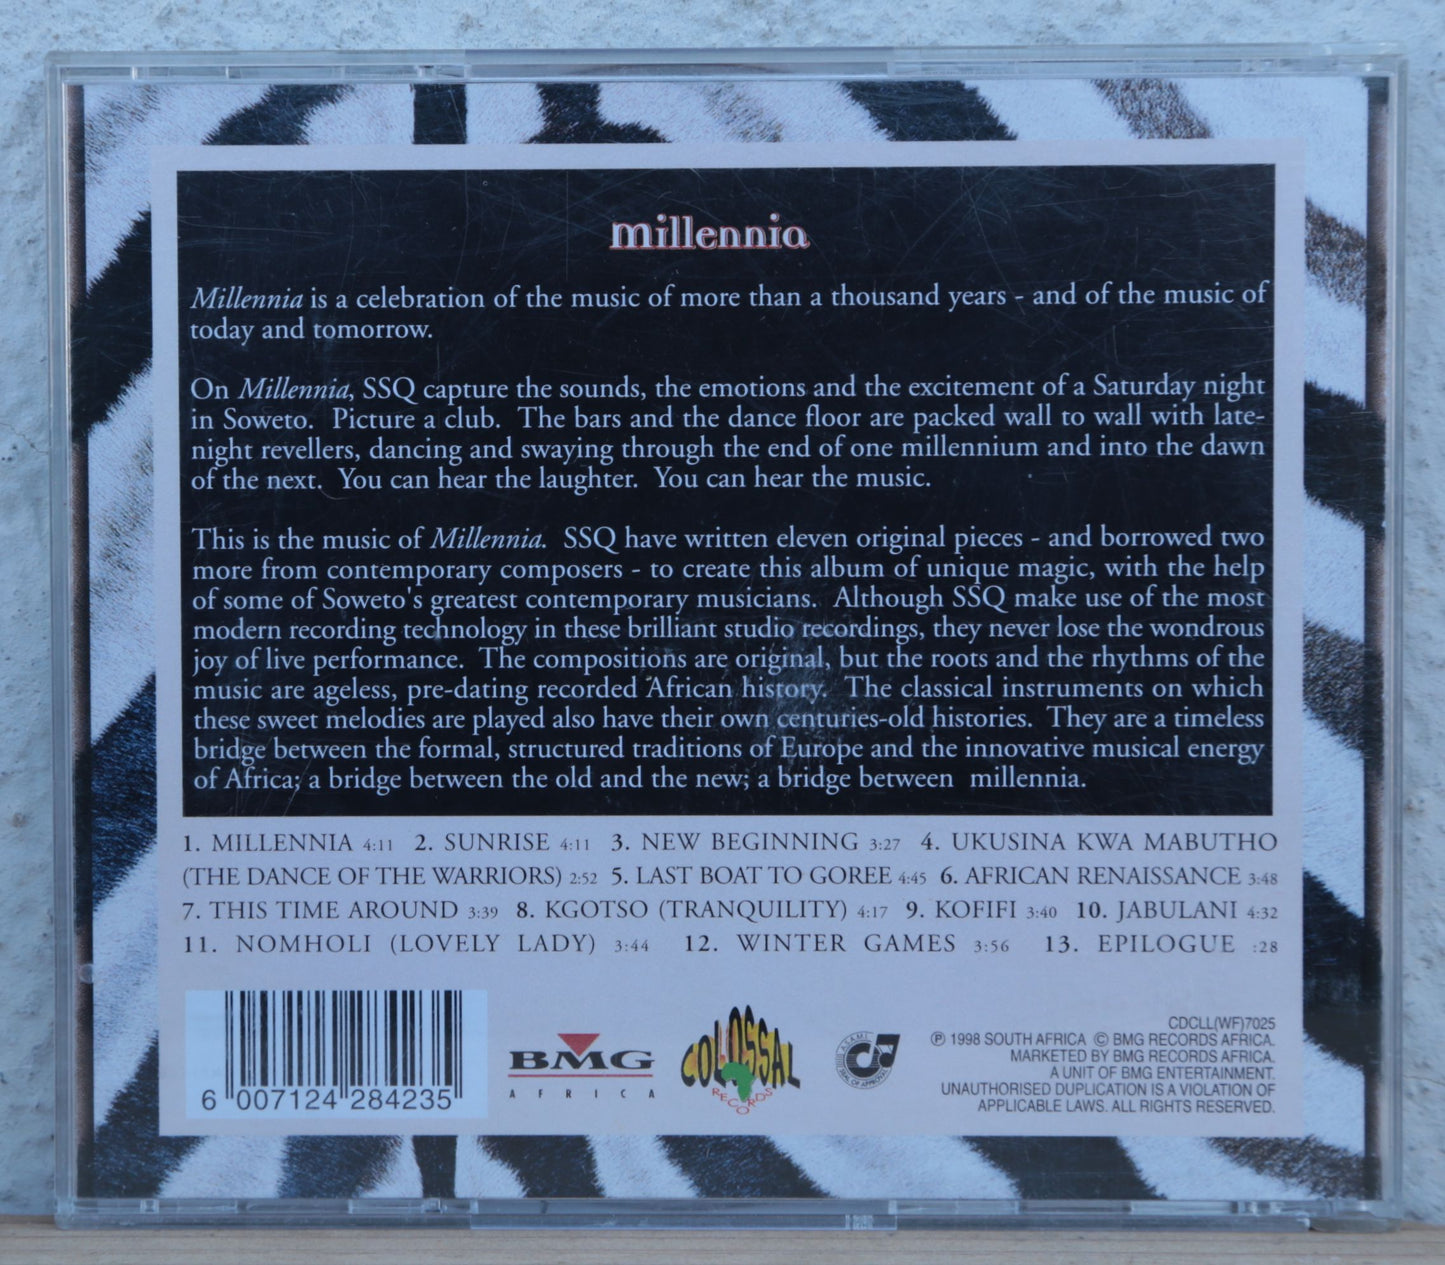 millennia
Millennia is a celebration of the music of more than a thousand years - and of the music of
today and tomorrow.
On Millennia, SSQ capture the sounds, the emotions and the excitement of a Saturday night
in Soweto. Picture a club. The bars and the dance floor are packed wall to wall with late-
night revellers, dancing and swaying through the end of one millennium and into the dawn
of the next. You can hear the laughter. You can hear the music.
This is the music of Millennia. SSQ have written eleven original pieces - and borrowed two
more from contemporary composers - to create this album of unique magic, with the help
of some of Soweto's greatest contemporary musicians. Although SSQ make use of the most
modern recording technology in these brilliant studio recordings, they never lose the wondrous
joy of live performance. The compositions are original, but the roots and the rhythms of the
music are ageless, pre-dating recorded African history. The classical instruments on which
these sweet melodies are played also have their own centuries-old histories. They are a timeless
bridge between the formal, structured traditions of Europe and the innovative musical energy
of Africa; a bridge between the old and the new; a bridge between millennia.
1. MILLENNIA 4:11 2. SUNRISE 4:11 3. NEW BEGINNING 3:27 4. UKUSINA KWA MABUTHO
(THE DANCE OF THE WARRIORS) 2:52 5. LAST BOAT TO GOREE 4:45 6. AFRICAN RENAISSANCE 3:48
7. THIS TIME AROUND 3:39 8. KGOTSO (TRANQUILITY) 4:17 9. KOFIFI 3:40 10. JABULANI 4:32
11. NOMHOLI (LOVELY LADY) 3:44 12. WINTER GAMES 3:56 13. EPILOGUE :28
6 007124 284235
BMG
AFRICA
COLOSSAL
RECORDS
SEAL OF APPROVAL
CDCLL(WF)7025
℗ 1998 SOUTH AFRICA © BMG RECORDS AFRICA.
MARKETED BY BMG RECORDS AFRICA.
A UNIT OF BMG ENTERTAINMENT.
UNAUTHORISED DUPLICATION IS A VIOLATION OF
APPLICABLE LAWS. ALL RIGHTS RESERVED.